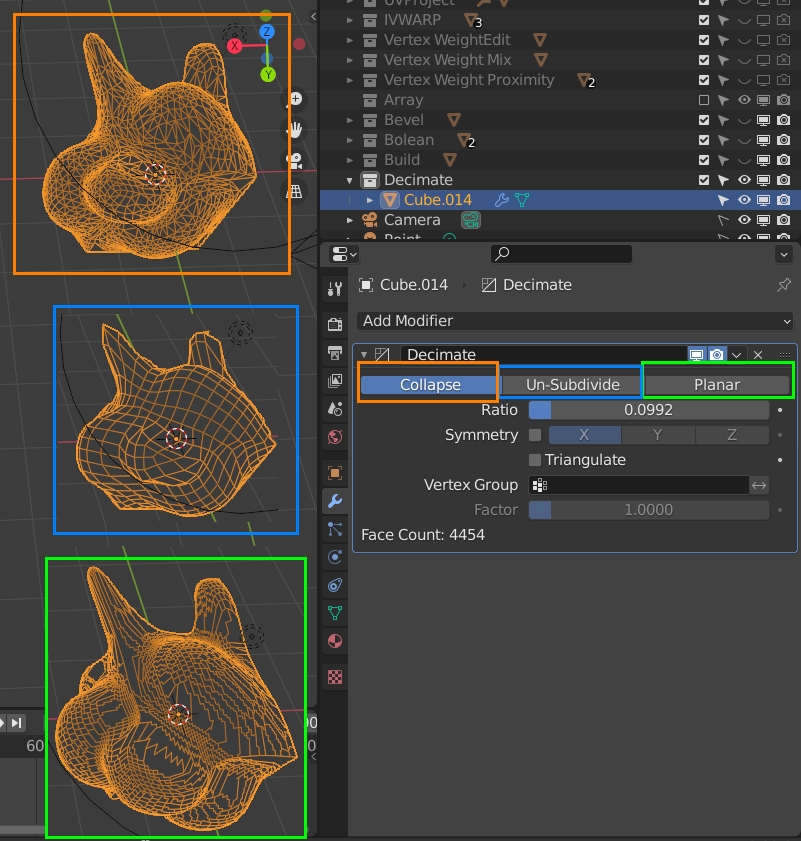 X
Z
Y
60
UVProject
IVWARP 3
Vertex WeightEdit
Vertex Weight Mix
Vertex Weight Proximity 2
Array
Bevel
Bolean 2
Build
Decimate
Cube.014
Camera
Point
Cube.014 › Decimate
Add Modifier
Decimate
Collapse Un-Subdivide Planar
Ratio 0.0992
Symmetry X Y Z
Triangulate
Vertex Group
Factor 1.0000
Face Count: 4454